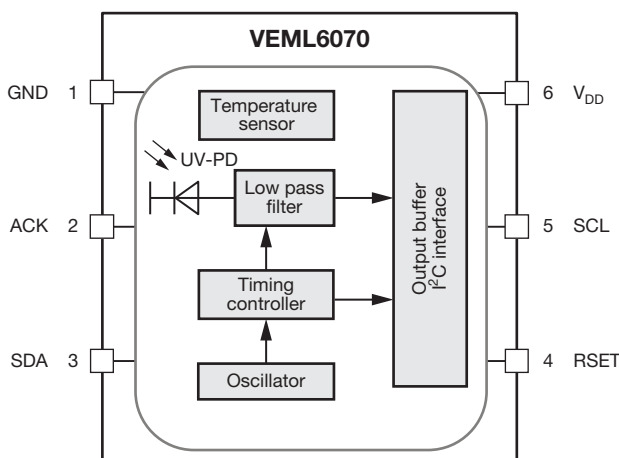 VEML6070
GND 1
6 V_DD
Temperature
sensor
UV-PD
Low pass
filter
ACK 2
5 SCL
Output buffer
I²C interface
Timing
controller
SDA 3
4 RSET
Oscillator